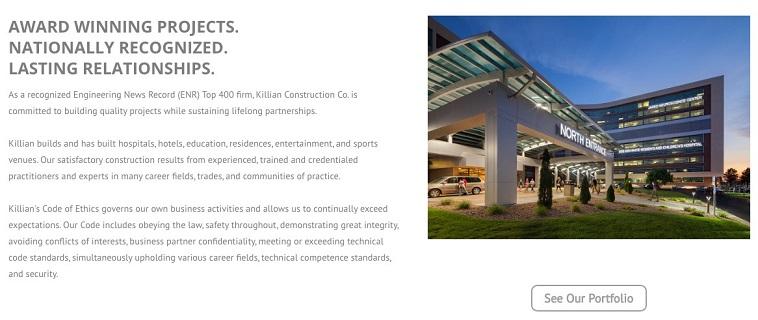 AWARD WINNING PROJECTS.
NATIONALLY RECOGNIZED.
LASTING RELATIONSHIPS.
As a recognized Engineering News Record (ENR) Top 400 firm, Killian Construction Co. is
committed to building quality projects while sustaining lifelong partnerships.
Killian builds and has built hospitals, hotels, education, residences, entertainment, and sports
venues. Our satisfactory construction results from experienced, trained and credentialed
practitioners and experts in many career fields, trades, and communities of practice.
Killian's Code of Ethics governs our own business activities and allows us to continually exceed
expectations. Our Code includes obeying the law, safety throughout, demonstrating great integrity,
avoiding conflicts of interests, business partner confidentiality, meeting or exceeding technical
code standards, simultaneously upholding various career fields, technical competence standards,
and security.
NORTH ENTRANCE
See Our Portfolio